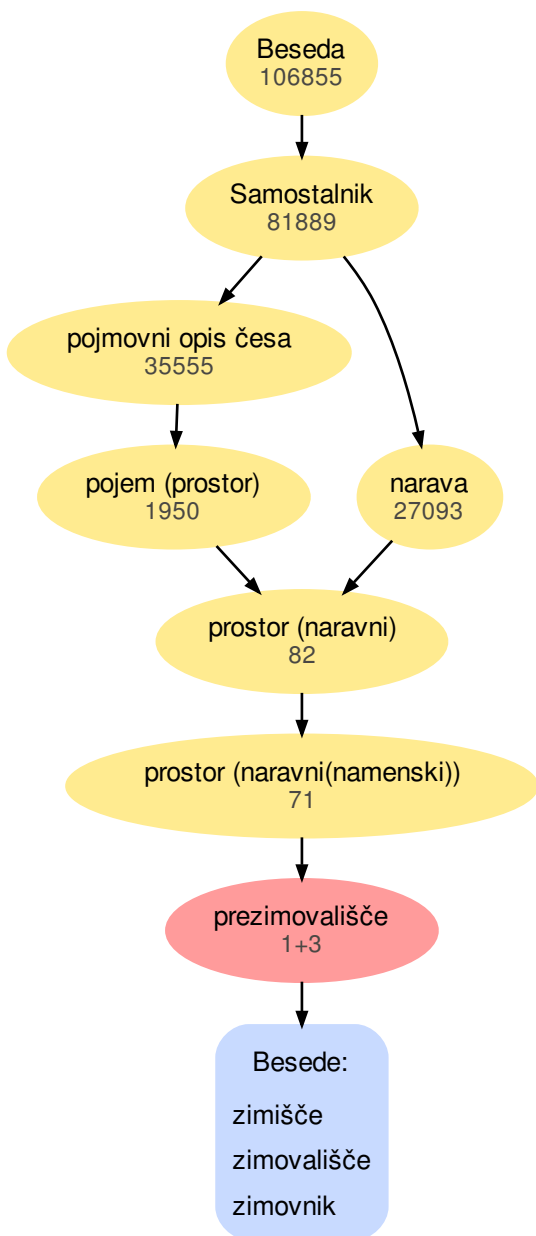 Beseda
106855
Samostalnik
81889
pojmovni opis česa
35555
pojem (prostor)
1950
narava
27093
prostor (naravni)
82
prostor (naravni(namenski))
71
prezimovališče
1+3
Besede:
zimišče
zimovališče
zimovnik